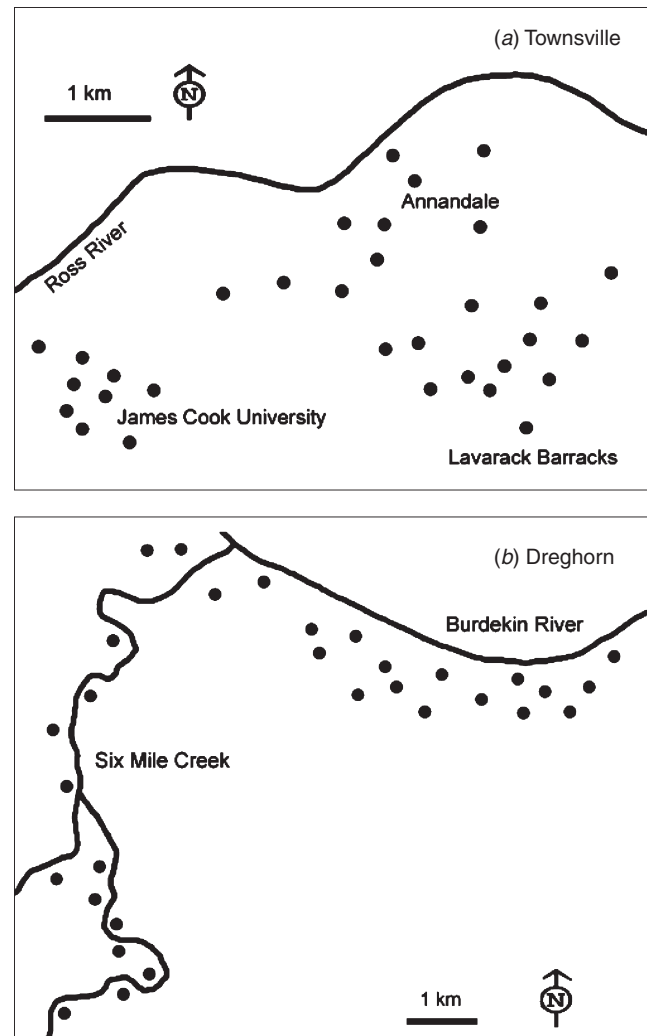 (a) Townsville
1 km
N
Annandale
Ross River
James Cook University
Lavarack Barracks
(b) Dreghorn
Burdekin River
Six Mile Creek
1 km
N